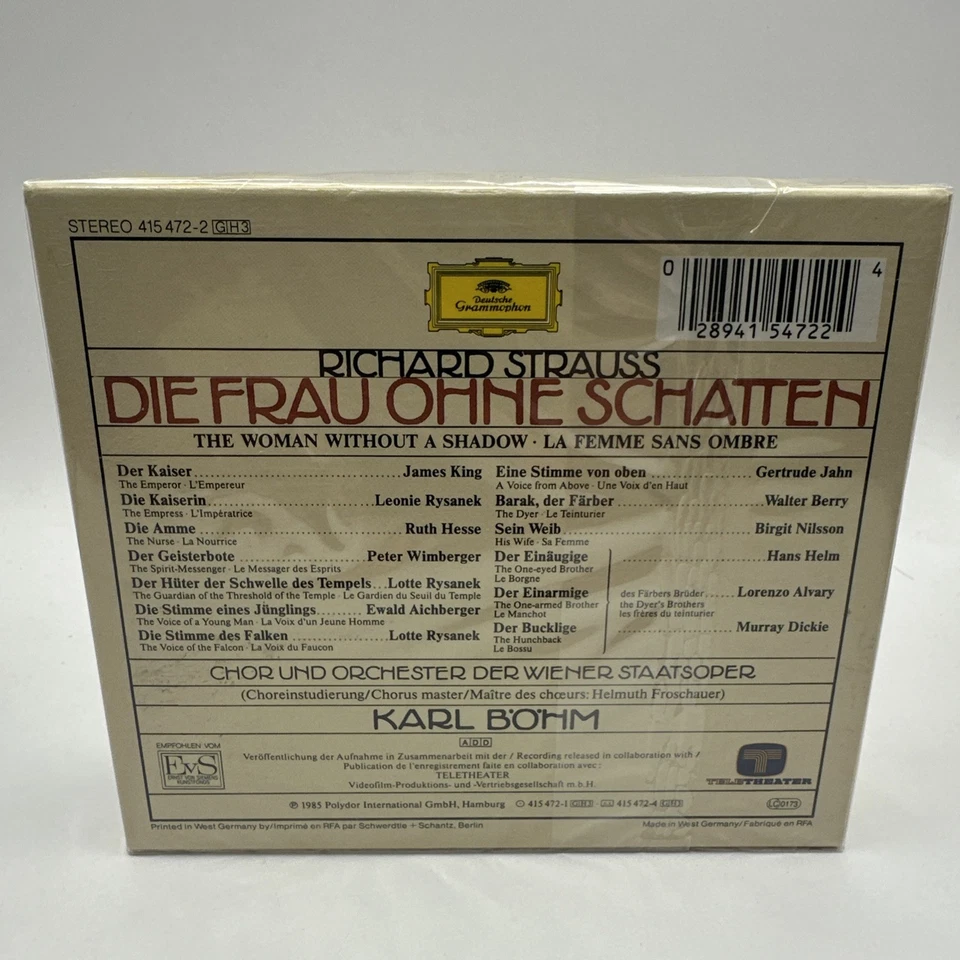 STEREO 415 472-2 GH3
Deutsche
Grammophon
0 28941 54722 4
RICHARD STRAUSS
DIE FRAU OHNE SCHATTEN
THE WOMAN WITHOUT A SHADOW · LA FEMME SANS OMBRE
Der Kaiser ........ James King
The Emperor · L'Empereur
Die Kaiserin ........ Leonie Rysanek
The Empress · L'Impératrice
Die Amme ........ Ruth Hesse
The Nurse · La Nourrice
Der Geisterbote ........ Peter Wimberger
The Spirit-Messenger · Le Messager des Esprits
Der Hüter der Schwelle des Tempels ... Lotte Rysanek
The Guardian of the Threshold of the Temple · Le Gardien du Seuil du Temple
Die Stimme eines Jünglings ........ Ewald Aichberger
The Voice of a Young Man · La Voix d'un Jeune Homme
Die Stimme des Falken ........ Lotte Rysanek
The Voice of the Falcon · La Voix du Faucon
Eine Stimme von oben ........ Gertrude Jahn
A Voice from Above · Une Voix d'en Haut
Barak, der Färber ........ Walter Berry
The Dyer · Le Teinturier
Sein Weib ........ Birgit Nilsson
His Wife · Sa Femme
Der Einäugige ........ Hans Helm
The One-eyed Brother
Le Borgne
Der Einarmige ........ Lorenzo Alvary
The One-armed Brother
Le Manchot
des Färbers Brüder
the Dyer's Brothers
les frères du teinturier
Der Bucklige ........ Murray Dickie
The Hunchback
Le Bossu
CHOR UND ORCHESTER DER WIENER STAATSOPER
(Choreinstudierung/Chorus master/Maître des chœurs: Helmuth Froschauer)
KARL BÖHM
ADD
EMPFOHLEN VOM
EvS
ERNST VON SIEMENS
KUNSTFONDS
Veröffentlichung der Aufnahme in Zusammenarbeit mit der / Recording released in collaboration with /
Publication de l'enregistrement faite en collaboration avec:
TELETHEATER
Videofilm-Produktions- und -Vertriebsgesellschaft m.b.H.
TELETHEATER
℗ 1985 Polydor International GmbH, Hamburg 415 472-1 GH3 · 415 472-4 GH3
LC 0173
Printed in West Germany by/Imprimé en RFA par Schwerdtle + Schantz, Berlin
Made in West Germany/Fabriqué en RFA